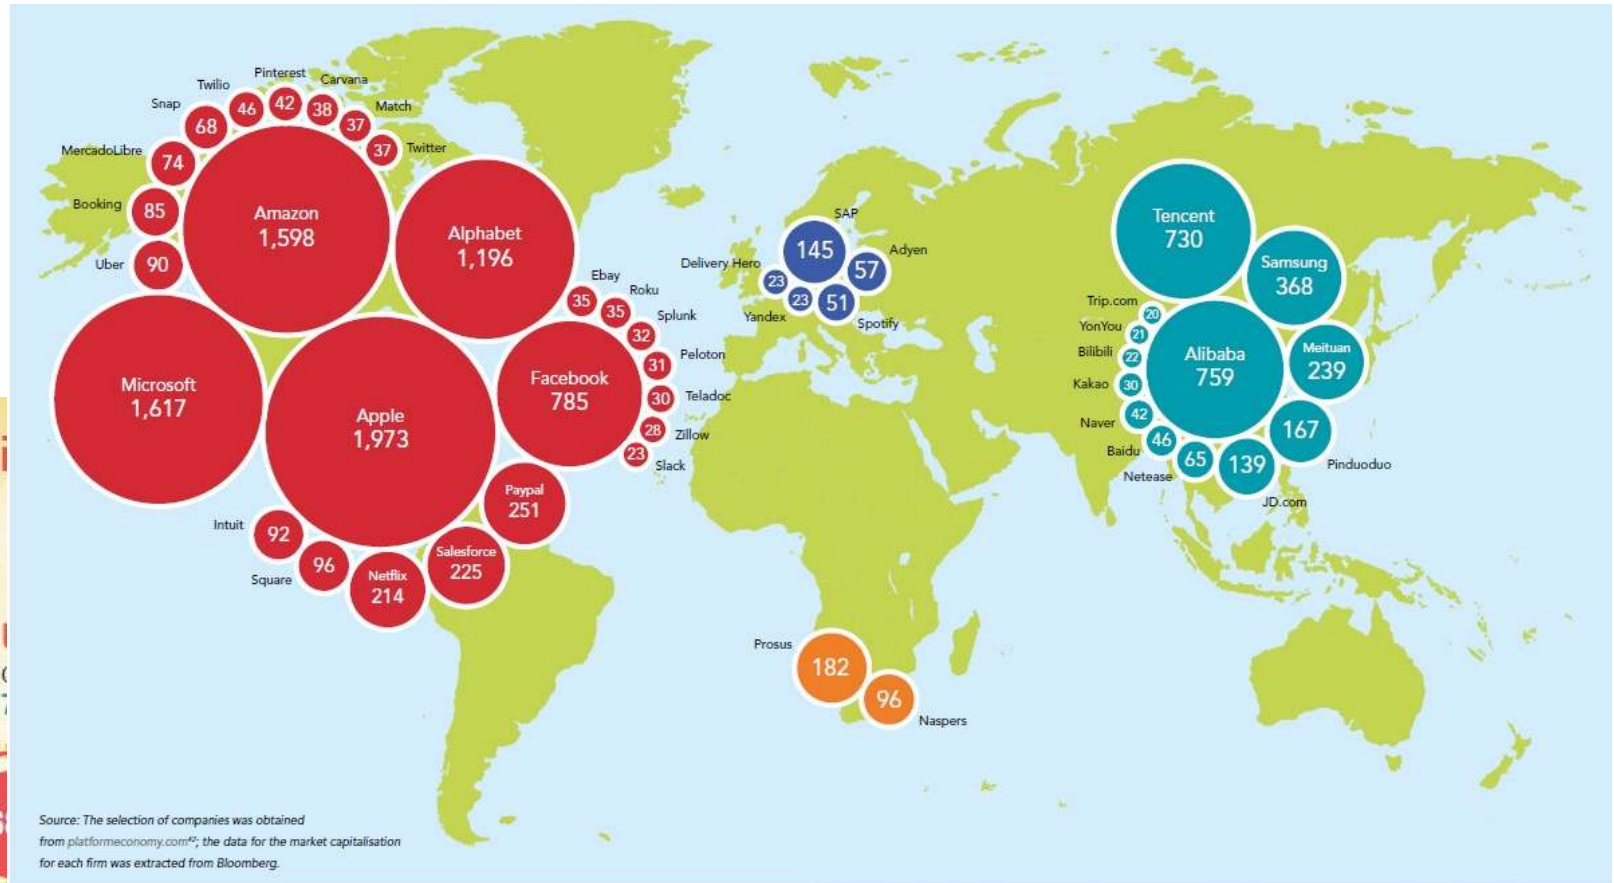 Pinterest
Twilio
Carvana
Snap
46
42
38
Match
68
37
MercadoLibre
74
37
Twitter
Booking
85
Amazon
1,598
Alphabet
1,196
Uber
90
Microsoft
1,617
Apple
1,973
Facebook
785
Ebay
35
Roku
35
Splunk
32
Peloton
31
Teladoc
30
Zillow
28
Slack
23
Paypal
251
Salesforce
225
Netflix
214
Square
96
Intuit
92
SAP
145
Adyen
57
Delivery Hero
23
Yandex
23
Spotify
51
Tencent
730
Samsung
368
Trip.com
20
YonYou
21
Bilibili
22
Kakao
30
Naver
42
Baidu
46
Netease
65
Alibaba
759
Meituan
239
167
Pinduoduo
139
JD.com
Prosus
182
96
Naspers
Source: The selection of companies was obtained
from platformeconomy.com⁴²; the data for the market capitalisation
for each firm was extracted from Bloomberg.